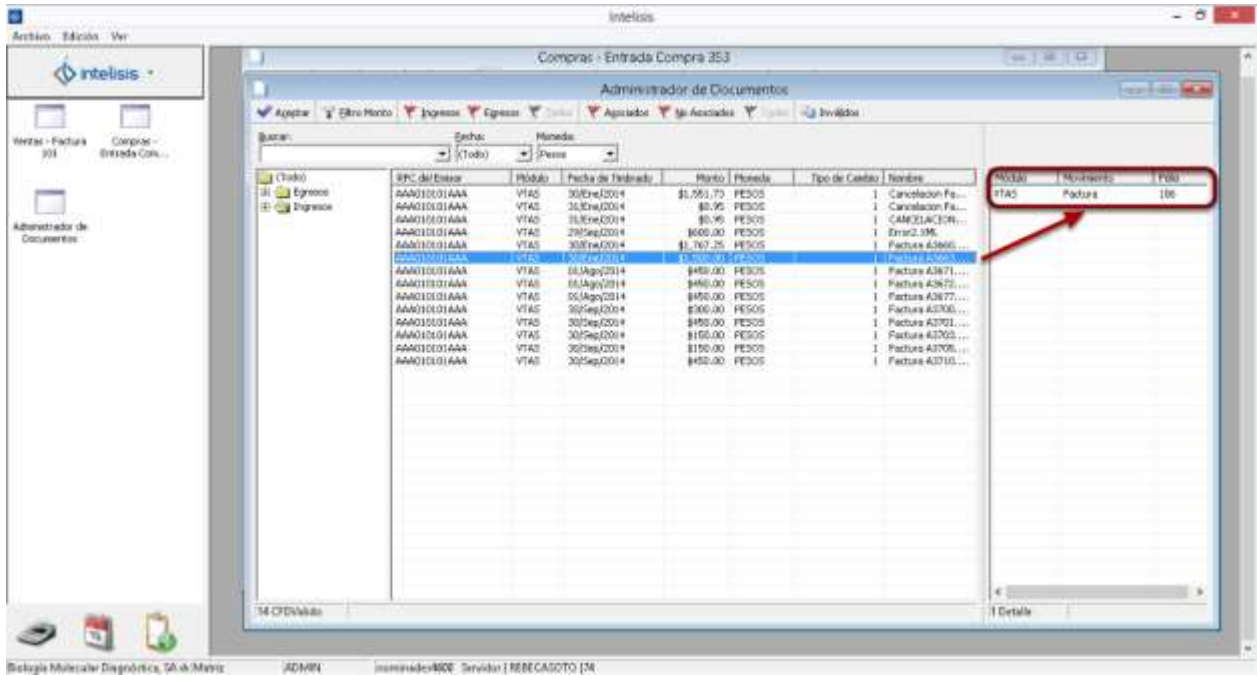 Intelisis
Archivo Edición Ver
intelisis
Compras - Entrada Compra 353
Administrador de Documentos
Aceptar Filtro Monto Ingresos Egresos Todos Asociados No Asociados Todos Inválidos
Ventas - Factura 101
Compras - Entrada Com...
Administrador de Documentos
Buscar: Fecha: Moneda:
(Todo) Pesos
(Todo)
Egresos
Ingresos
RFC del Emisor Módulo Fecha de Timbrado Monto Moneda Tipo de Cambio Nombre
AAA010101AAA VTAS 30/Ene/2014 $1,551.73 PESOS 1 Cancelacion Fa...
AAA010101AAA VTAS 31/Ene/2014 $0.95 PESOS 1 Cancelacion Fa...
AAA010101AAA VTAS 31/Ene/2014 $0.95 PESOS 1 CANCELACION...
AAA010101AAA VTAS 29/Sep/2014 $600.00 PESOS 1 Error2.XML
AAA010101AAA VTAS 30/Ene/2014 $1,767.25 PESOS 1 Factura A3660....
AAA010101AAA VTAS 30/Ene/2014 PESOS 1 Factura A3663....
AAA010101AAA VTAS 01/Ago/2014 $450.00 PESOS 1 Factura A3671....
AAA010101AAA VTAS 01/Ago/2014 $450.00 PESOS 1 Factura A3672....
AAA010101AAA VTAS $450.00 PESOS 1 Factura A3677....
AAA010101AAA VTAS 30/Sep/2014 $300.00 PESOS 1 Factura A3700....
AAA010101AAA VTAS 30/Sep/2014 $450.00 PESOS 1 Factura A3701....
AAA010101AAA VTAS 30/Sep/2014 $150.00 PESOS 1 Factura A3703....
AAA010101AAA VTAS 30/Sep/2014 $150.00 PESOS 1 Factura
AAA010101AAA VTAS 30/Sep/2014 $450.00 PESOS 1 Factura A3710....
Módulo Movimiento Folio
VTAS Factura 186
14 CFDValido
1 Detalle
Biología Molecular Diagnóstica, SA de Matriz ADMIN Servidor [ REBECASOTO